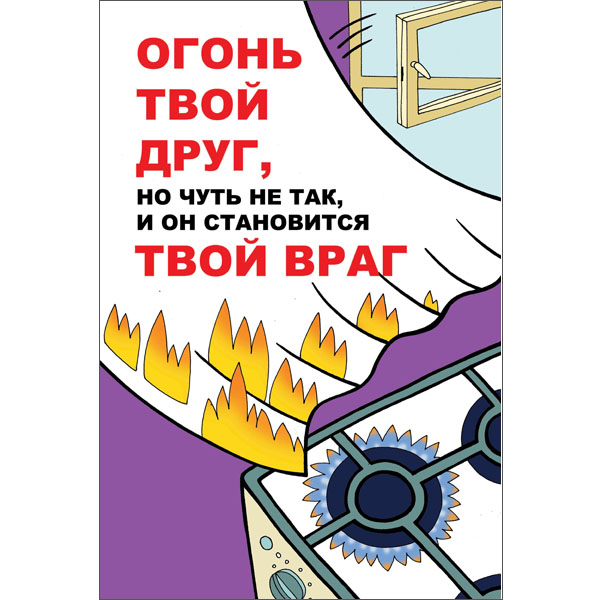 ОГОНЬ
ТВОЙ
ДРУГ,
НО ЧУТЬ НЕ ТАК,
И ОН СТАНОВИТСЯ
ТВОЙ ВРАГ